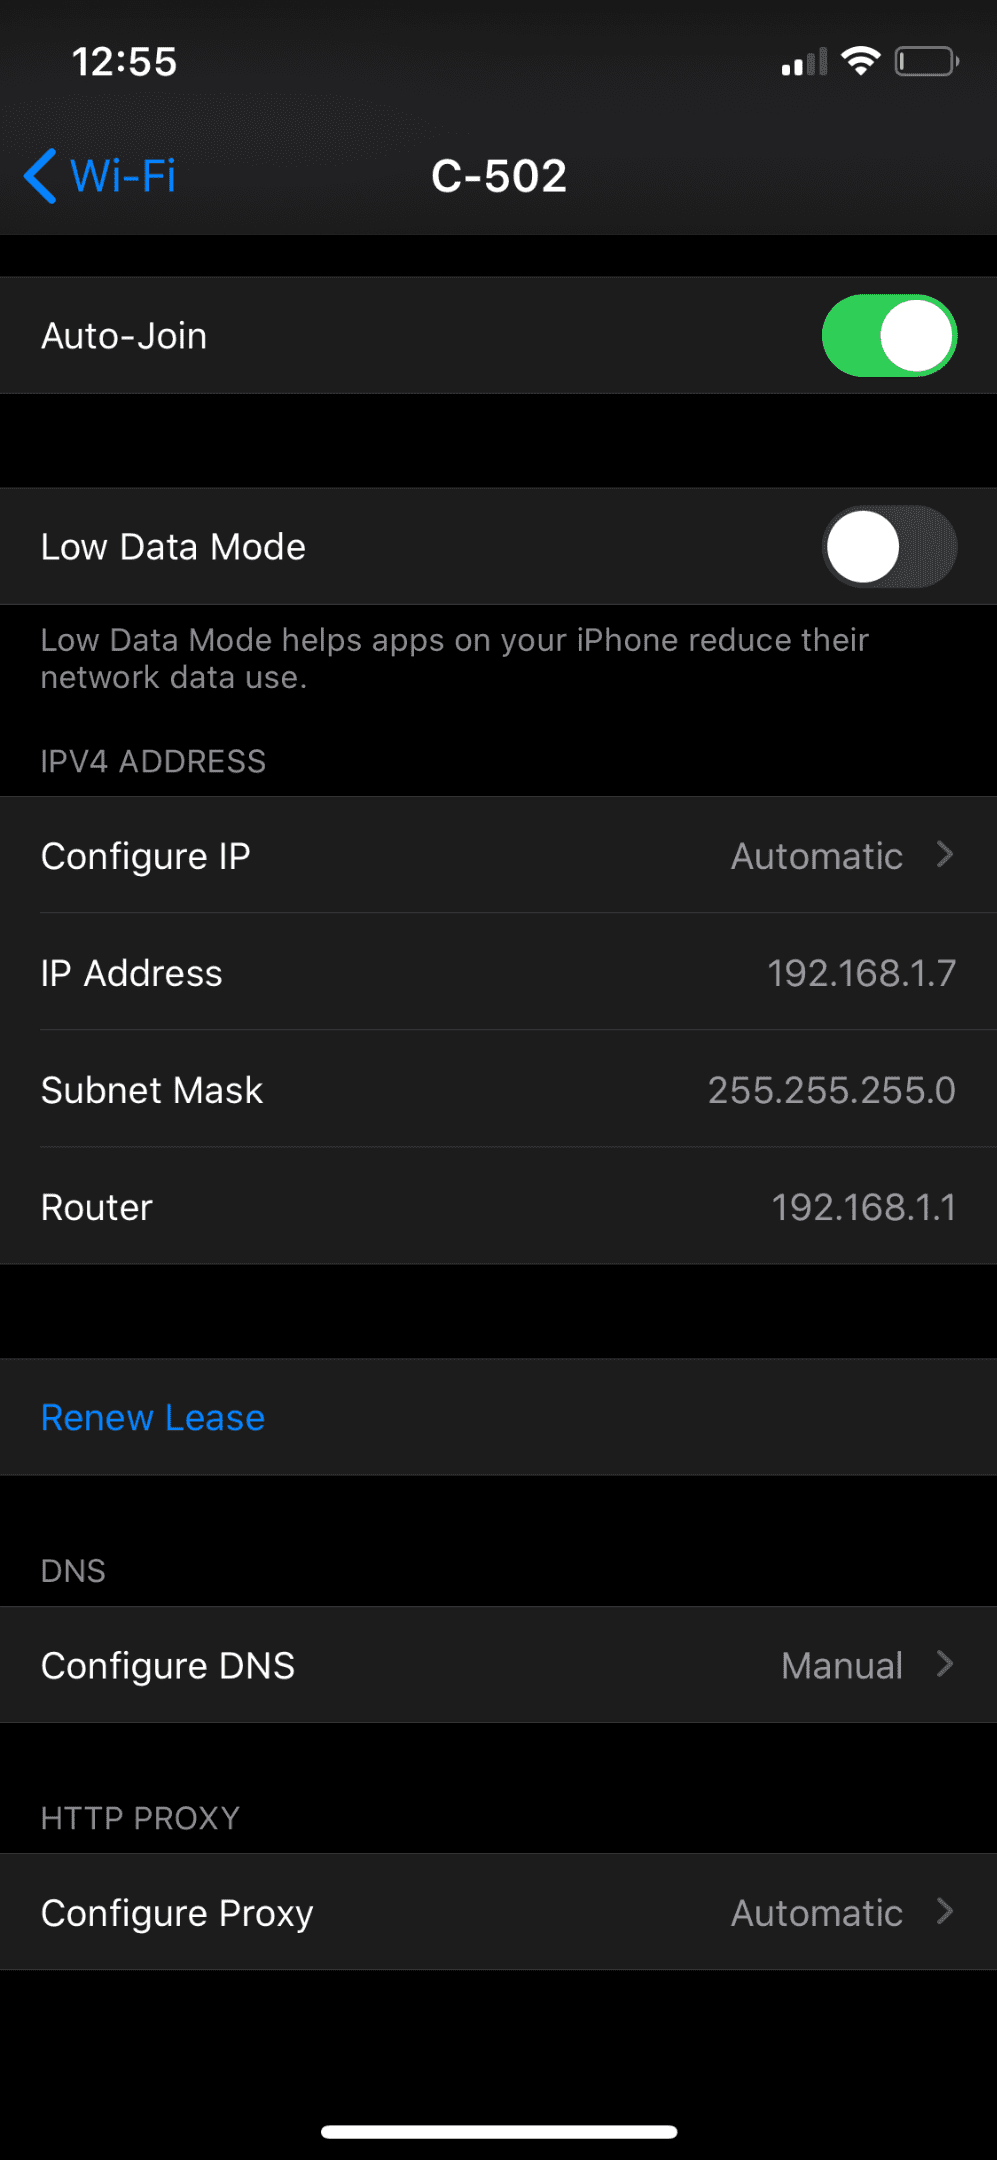 12:55
Wi-Fi
C-502
Auto-Join
Low Data Mode
Low Data Mode helps apps on your iPhone reduce their
network data use.
IPV4 ADDRESS
Configure IP Automatic
IP Address 192.168.1.7
Subnet Mask 255.255.255.0
Router 192.168.1.1
Renew Lease
DNS
Configure DNS Manual
HTTP PROXY
Configure Proxy Automatic